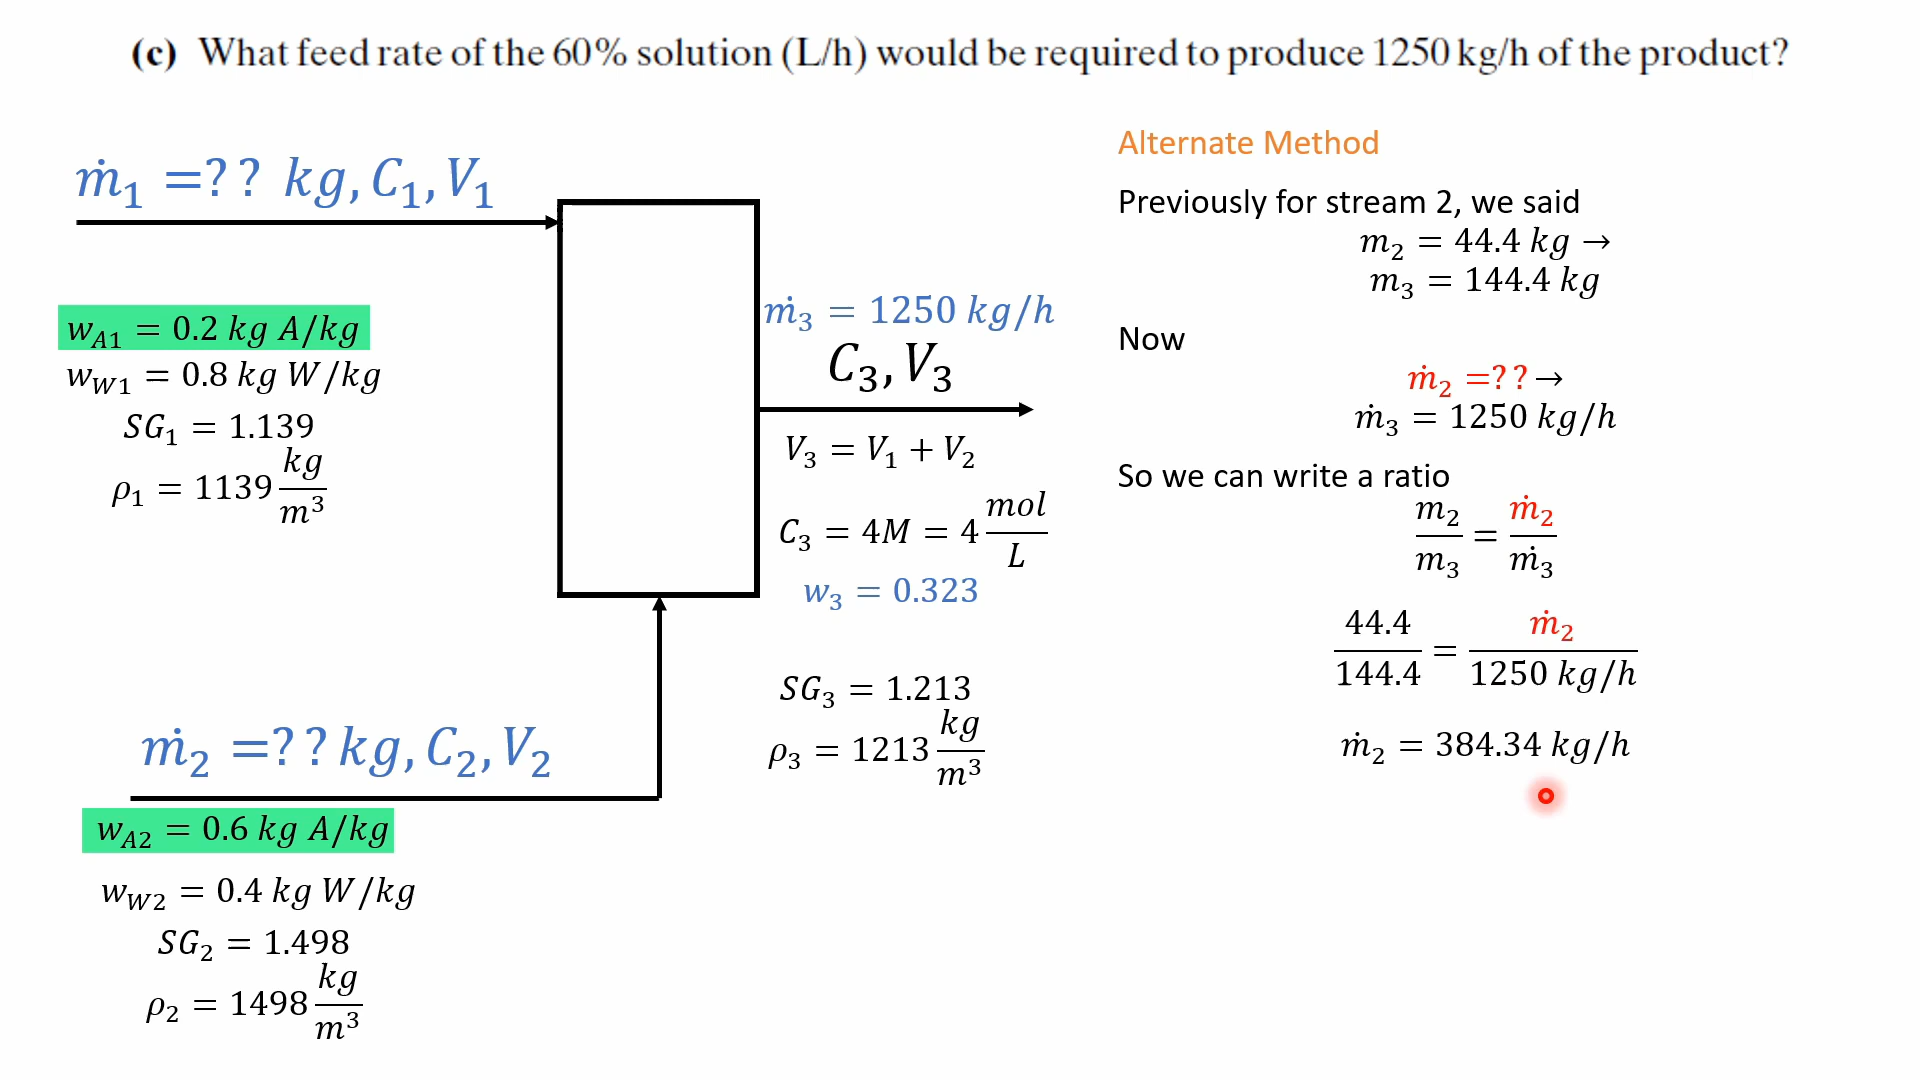 (c) What feed rate of the 60% solution (L/h) would be required to produce 1250 kg/h of the product?
ṁ₁ =?? kg, C₁, V₁
w_A1 = 0.2 kg A/kg
w_W1 = 0.8 kg W/kg
SG₁ = 1.139
ρ₁ = 1139 kg/m³
ṁ₂ =?? kg, C₂, V₂
w_A2 = 0.6 kg A/kg
w_W2 = 0.4 kg W/kg
SG₂ = 1.498
ρ₂ = 1498 kg/m³
ṁ₃ = 1250 kg/h
C₃, V₃
V₃ = V₁ + V₂
C₃ = 4M = 4 mol/L
w₃ = 0.323
SG₃ = 1.213
ρ₃ = 1213 kg/m³
Alternate Method
Previously for stream 2, we said
m₂ = 44.4 kg →
m₃ = 144.4 kg
Now
ṁ₂ =?? →
ṁ₃ = 1250 kg/h
So we can write a ratio
m₂/m₃ = ṁ₂/ṁ₃
44.4/144.4 = ṁ₂/1250 kg/h
ṁ₂ = 384.34 kg/h